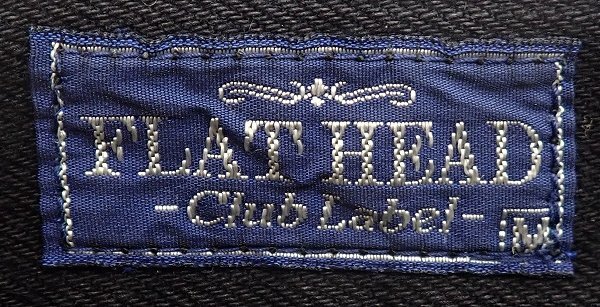 FLAT HEAD
-Club Label-
M